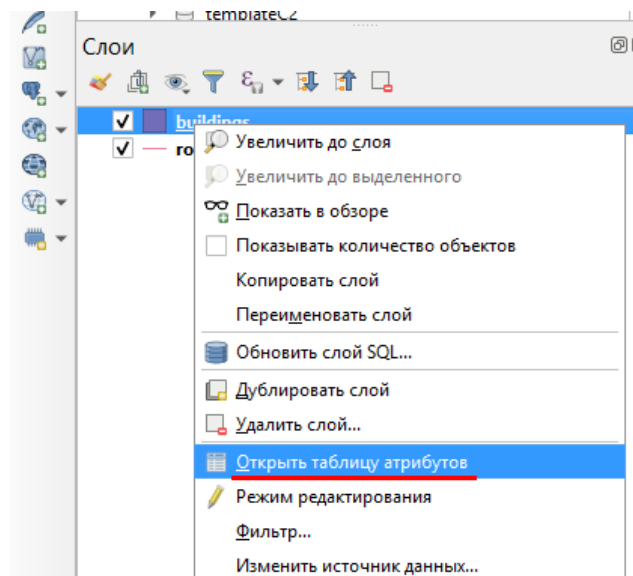 templateC2
Слои
buildings
ro
Увеличить до слоя
Увеличить до выделенного
Показать в обзоре
Показывать количество объектов
Копировать слой
Переименовать слой
Обновить слой SQL...
Дублировать слой
Удалить слой...
Открыть таблицу атрибутов
Режим редактирования
Фильтр...
Изменить источник данных...